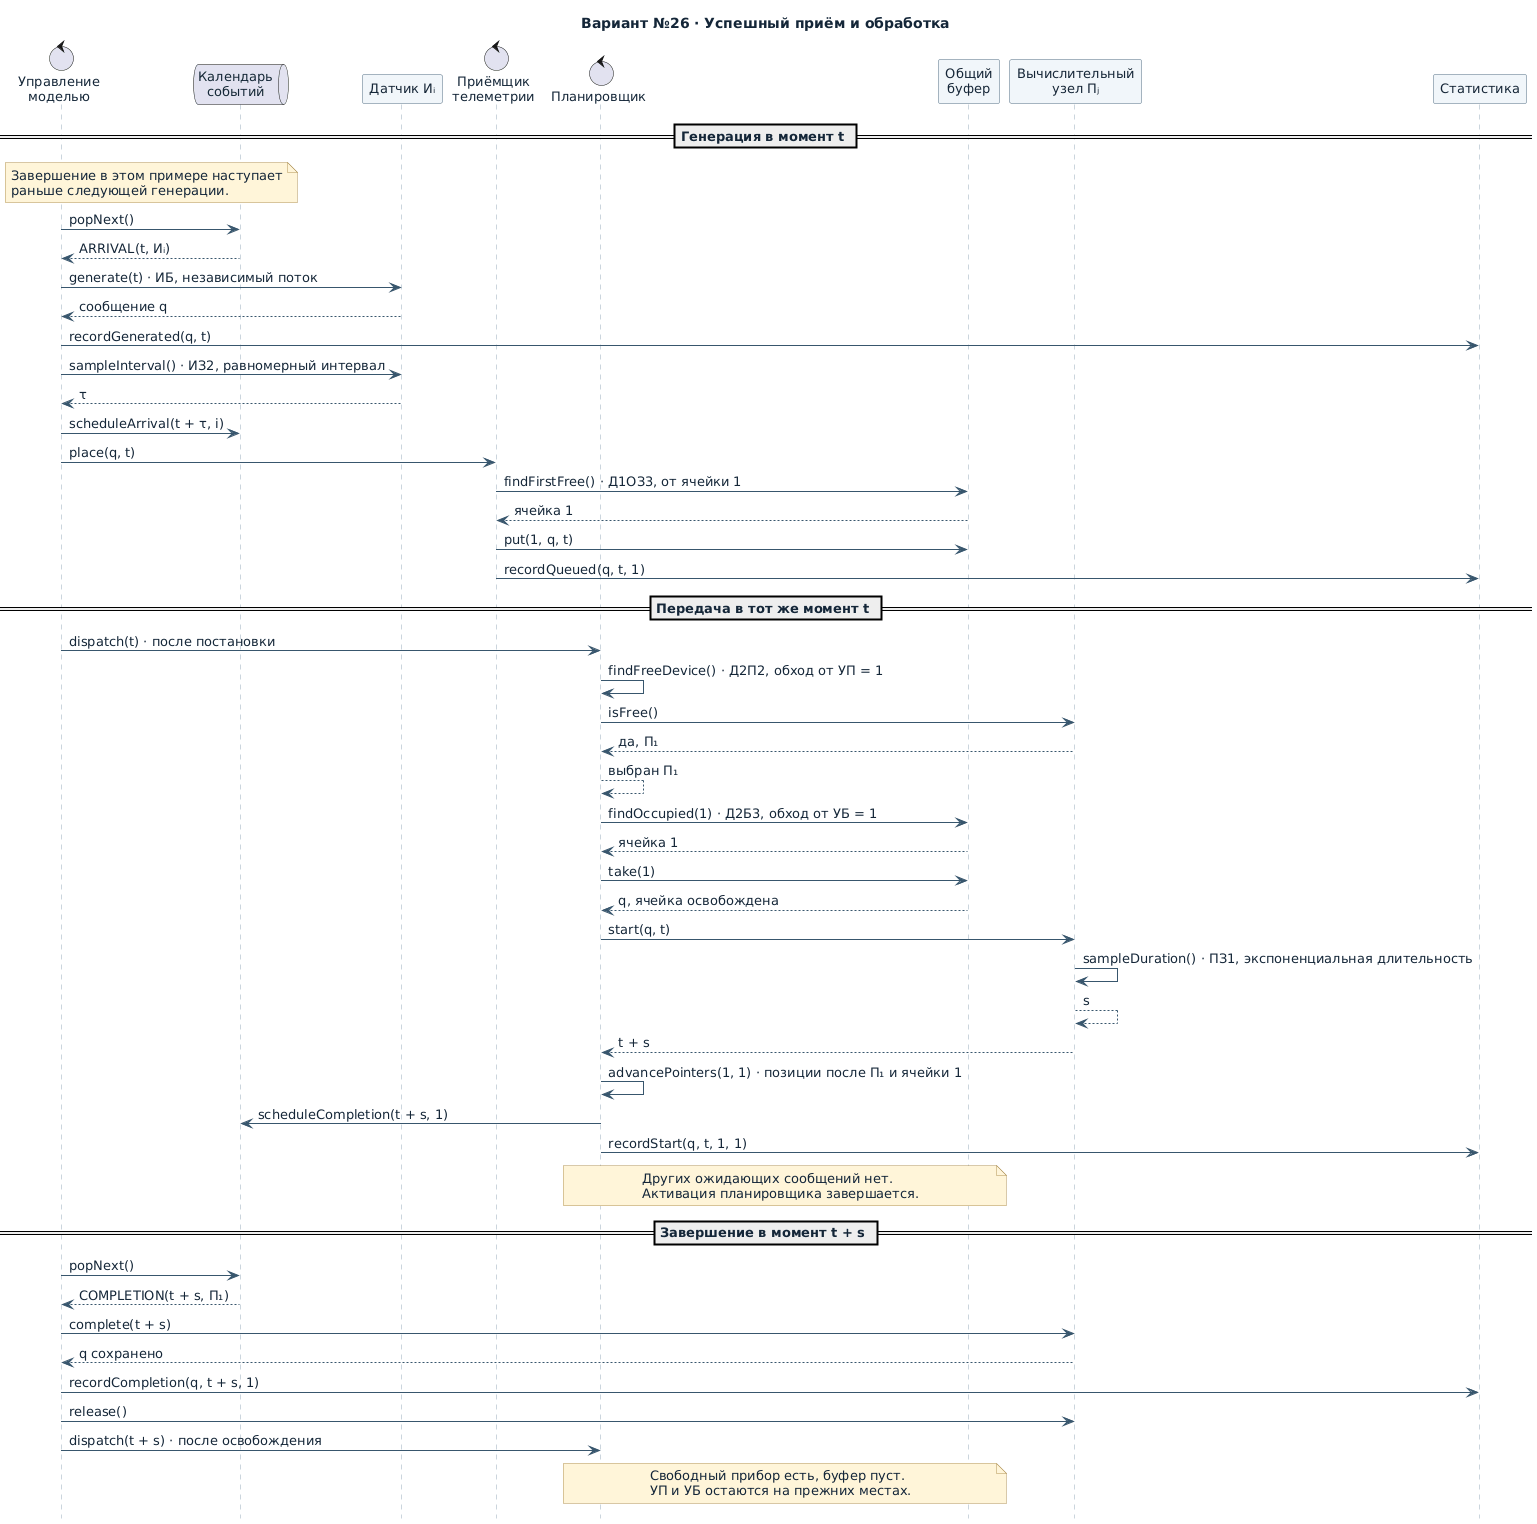 Вариант №26 · Успешный приём и обработка
Управление
моделью
Календарь
событий
Датчик Иᵢ
Приёмщик
телеметрии
Планировщик
Общий
буфер
Вычислительный
узел Пⱼ
Статистика
Генерация в момент t
Завершение в этом примере наступает
раньше следующей генерации.
popNext()
ARRIVAL(t, Иᵢ)
generate(t) · ИБ, независимый поток
сообщение q
recordGenerated(q, t)
sampleInterval() · ИЗ2, равномерный интервал
τ
scheduleArrival(t + τ, i)
place(q, t)
findFirstFree() · Д1ОЗ3, от ячейки 1
ячейка 1
put(1, q, t)
recordQueued(q, t, 1)
Передача в тот же момент t
dispatch(t) · после постановки
findFreeDevice() · Д2П2, обход от УП = 1
isFree()
да, П₁
выбран П₁
findOccupied(1) · Д2Б3, обход от УБ = 1
ячейка 1
take(1)
q, ячейка освобождена
start(q, t)
sampleDuration() · ПЗ1, экспоненциальная длительность
s
t + s
advancePointers(1, 1) · позиции после П₁ и ячейки 1
scheduleCompletion(t + s, 1)
recordStart(q, t, 1, 1)
Других ожидающих сообщений нет.
Активация планировщика завершается.
Завершение в момент t + s
popNext()
COMPLETION(t + s, П₁)
complete(t + s)
q сохранено
recordCompletion(q, t + s, 1)
release()
dispatch(t + s) · после освобождения
Свободный прибор есть, буфер пуст.
УП и УБ остаются на прежних местах.